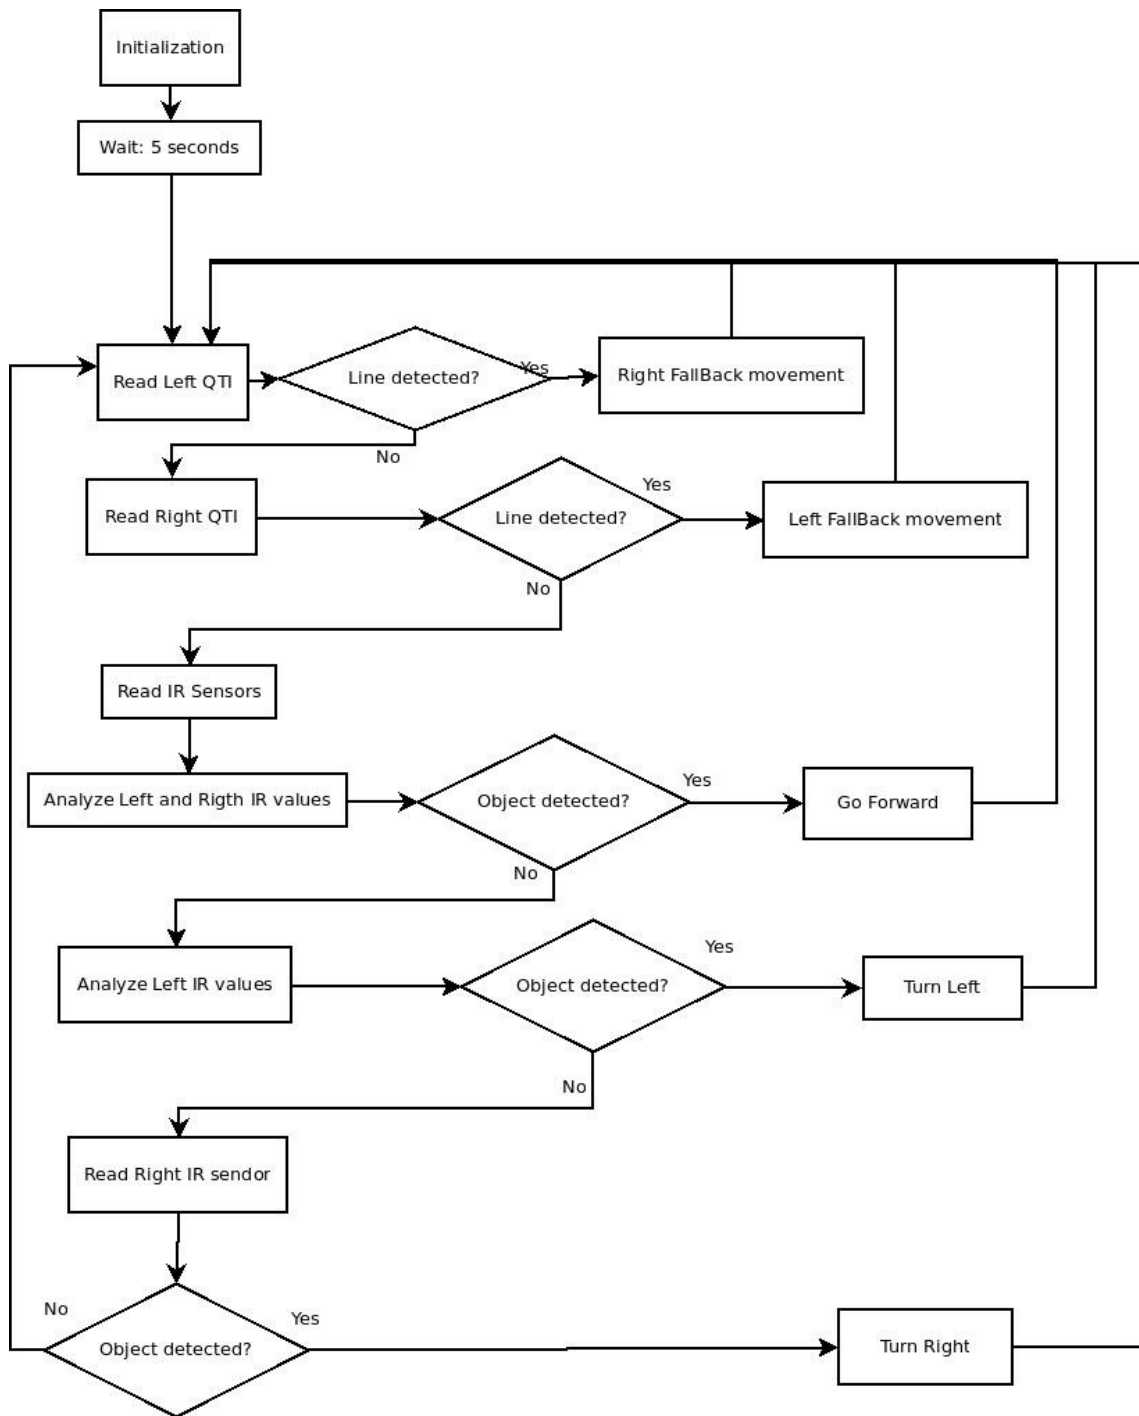 Initialization
Wait: 5 seconds
Read Left QTI
Line detected?
Yes
Right FallBack movement
No
Read Right QTI
Line detected?
Yes
Left FallBack movement
No
Read IR Sensors
Analyze Left and Rigth IR values
Object detected?
Yes
Go Forward
No
Analyze Left IR values
Object detected?
Yes
Turn Left
No
Read Right IR sendor
Object detected?
No
Yes
Turn Right